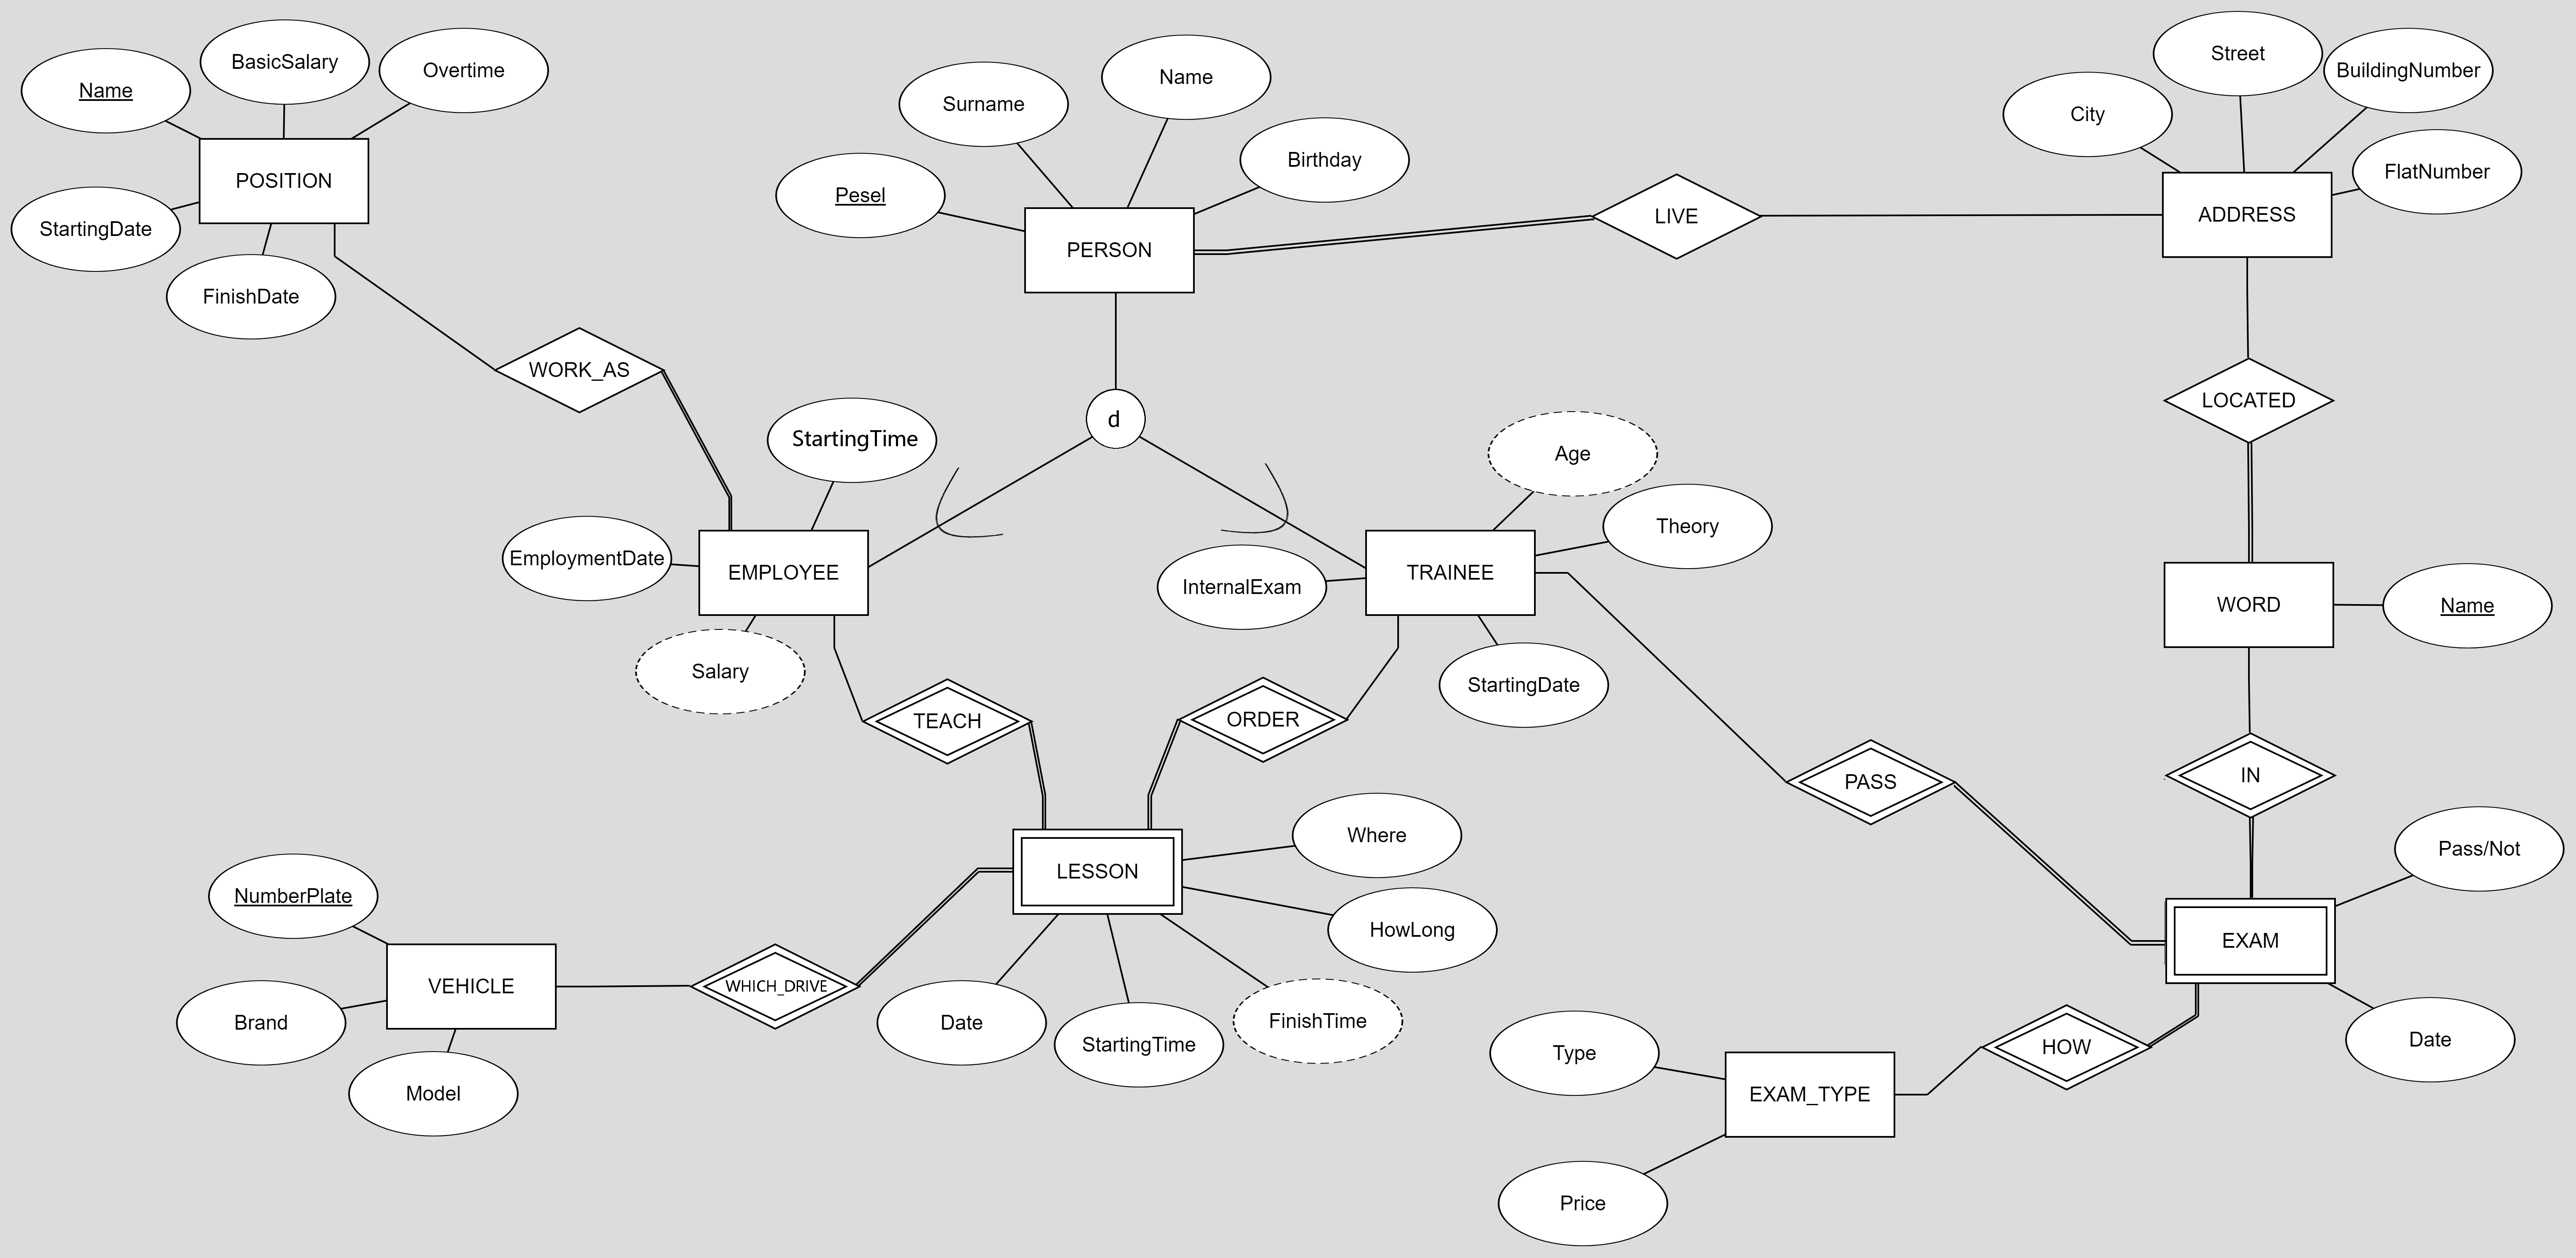 Street
BasicSalary
Overtime
BuildingNumber
Name
Name
Surname
City
Birthday
FlatNumber
POSITION
Pesel
ADDRESS
LIVE
StartingDate
PERSON
FinishDate
WORK_AS
LOCATED
d
StartingTime
Age
Theory
EmploymentDate
EMPLOYEE
InternalExam
TRAINEE
WORD
Name
Salary
StartingDate
TEACH
ORDER
PASS
IN
Where
Pass/Not
LESSON
NumberPlate
HowLong
EXAM
VEHICLE
WHICH_DRIVE
Brand
Date
StartingTime
FinishTime
Date
HOW
Type
Model
EXAM_TYPE
Price